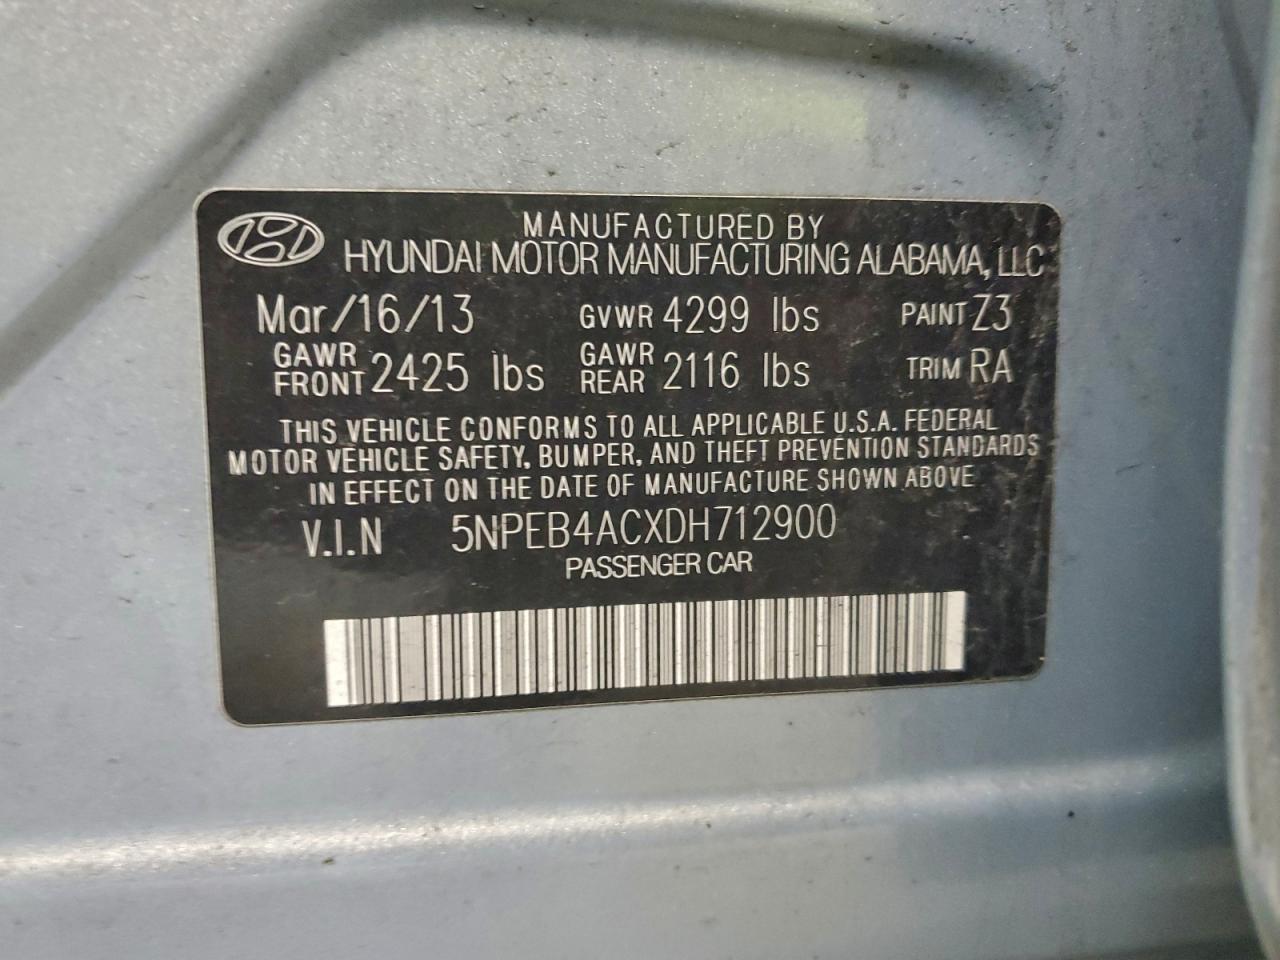 MANUFACTURED BY
HYUNDAI MOTOR MANUFACTURING ALABAMA, LLC
Mar/16/13 GVWR 4299 lbs PAINT Z3
GAWR FRONT 2425 lbs GAWR REAR 2116 lbs TRIM RA
THIS VEHICLE CONFORMS TO ALL APPLICABLE U.S.A. FEDERAL
MOTOR VEHICLE SAFETY, BUMPER, AND THEFT PREVENTION STANDARDS
IN EFFECT ON THE DATE OF MANUFACTURE SHOWN ABOVE
V.I.N 5NPEB4ACXDH712900
PASSENGER CAR